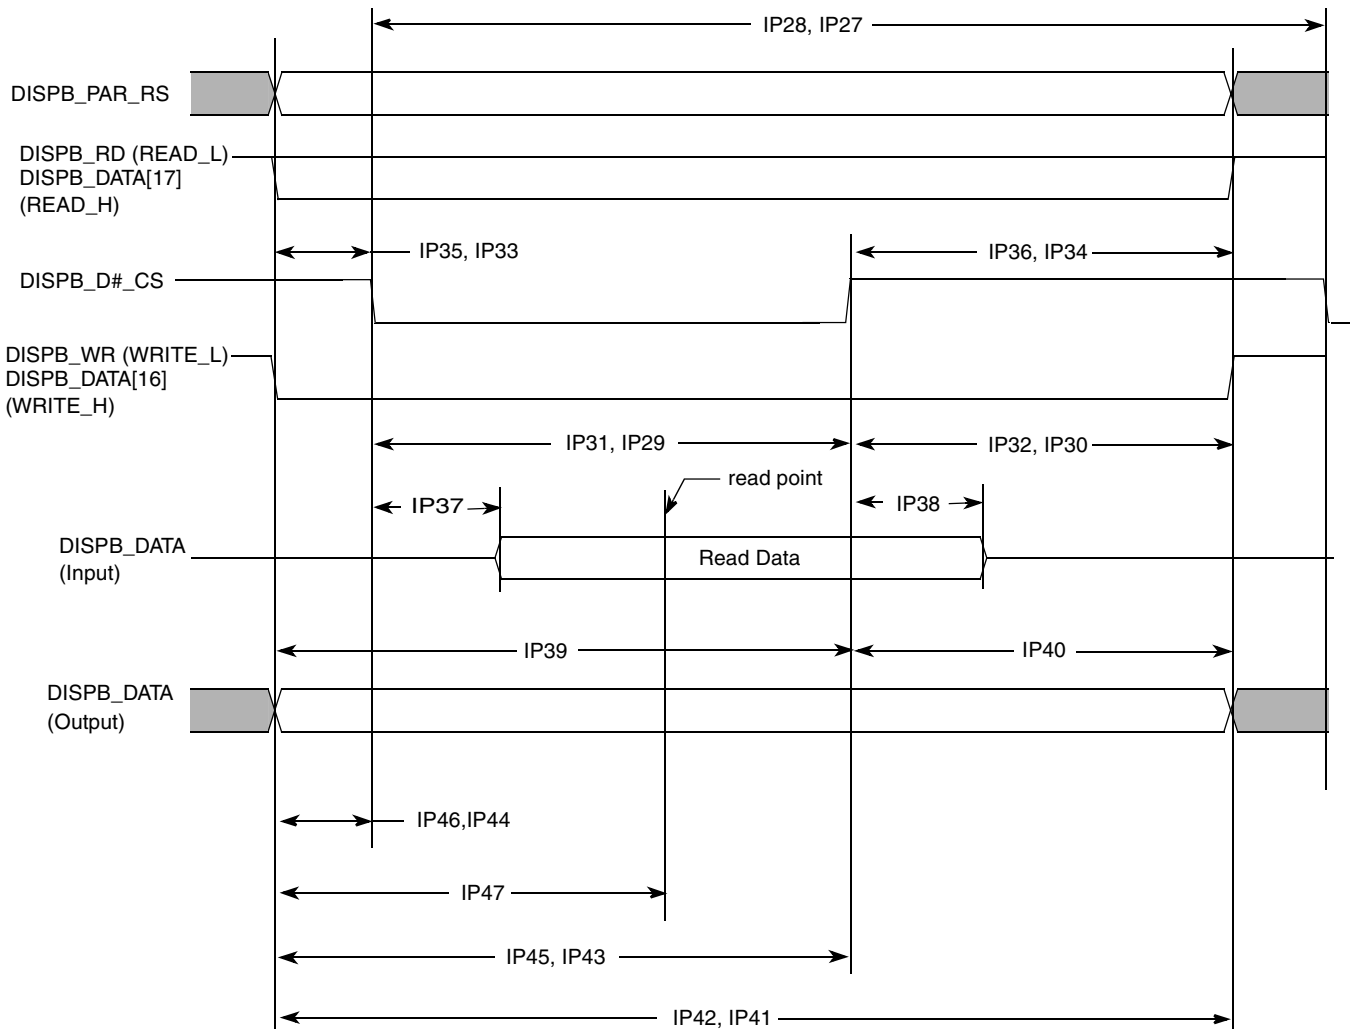 IP28, IP27
DISPB_PAR_RS
DISPB_RD (READ_L)
DISPB_DATA[17]
(READ_H)
IP35, IP33
IP36, IP34
DISPB_D#_CS
DISPB_WR (WRITE_L)
DISPB_DATA[16]
(WRITE_H)
IP31, IP29
IP32, IP30
read point
IP37
IP38
DISPB_DATA
(Input)
Read Data
IP39
IP40
DISPB_DATA
(Output)
IP46,IP44
IP47
IP45, IP43
IP42, IP41